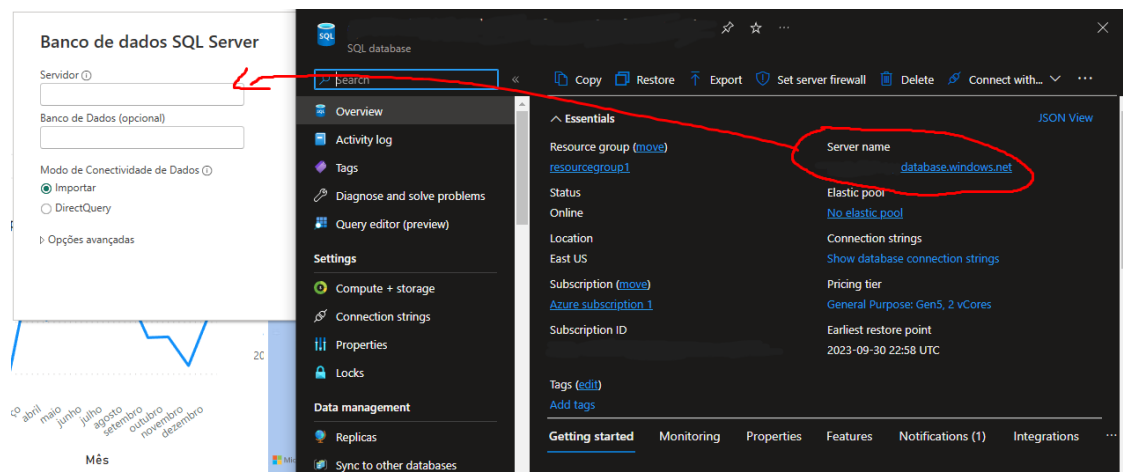 Banco de dados SQL Server
Servidor
Banco de Dados (opcional)
Modo de Conectividade de Dados
Importar
DirectQuery
Opções avançadas
20
abril
maio
junho
julho
agosto
setembro
outubro
novembro
dezembro
Mês
SQL
SQL database
Search
«
Overview
Activity log
Tags
Diagnose and solve problems
Query editor (preview)
Settings
Compute + storage
Connection strings
Properties
Locks
Data management
Replicas
Sync to other databases
Copy Restore Export Set server firewall Delete Connect with... ...
Essentials
JSON View
Resource group (move)
resourcegroup1
Status
Online
Location
East US
Subscription (move)
Azure subscription 1
Subscription ID
Server name
database.windows.net
Elastic pool
No elastic pool
Connection strings
Show database connection strings
Pricing tier
General Purpose: Gen5, 2 vCores
Earliest restore point
2023-09-30 22:58 UTC
Tags (edit)
Add tags
Getting started Monitoring Properties Features Notifications (1) Integrations ...